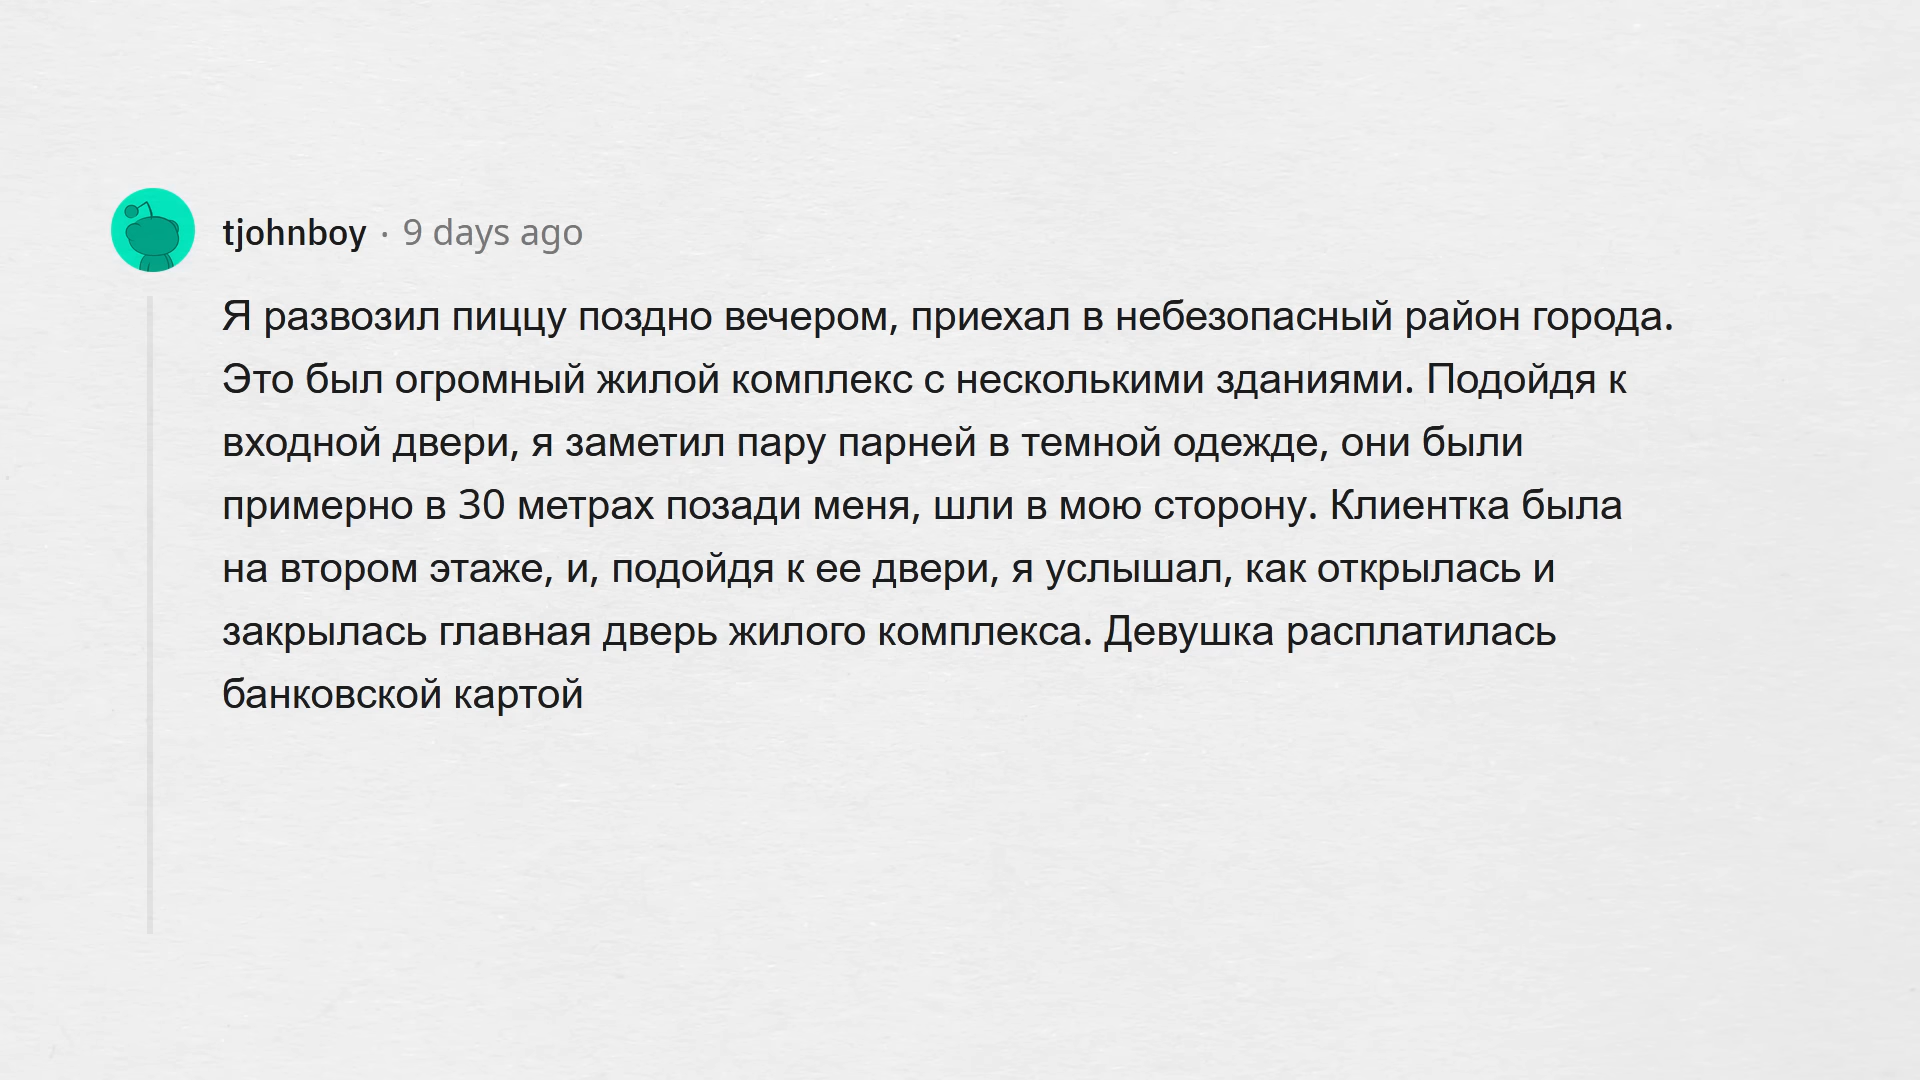 tjohnboy · 9 days ago
Я развозил пиццу поздно вечером, приехал в небезопасный район города.
Это был огромный жилой комплекс с несколькими зданиями. Подойдя к
входной двери, я заметил пару парней в темной одежде, они были
примерно в 30 метрах позади меня, шли в мою сторону. Клиентка была
на втором этаже, и, подойдя к ее двери, я услышал, как открылась и
закрылась главная дверь жилого комплекса. Девушка расплатилась
банковской картой